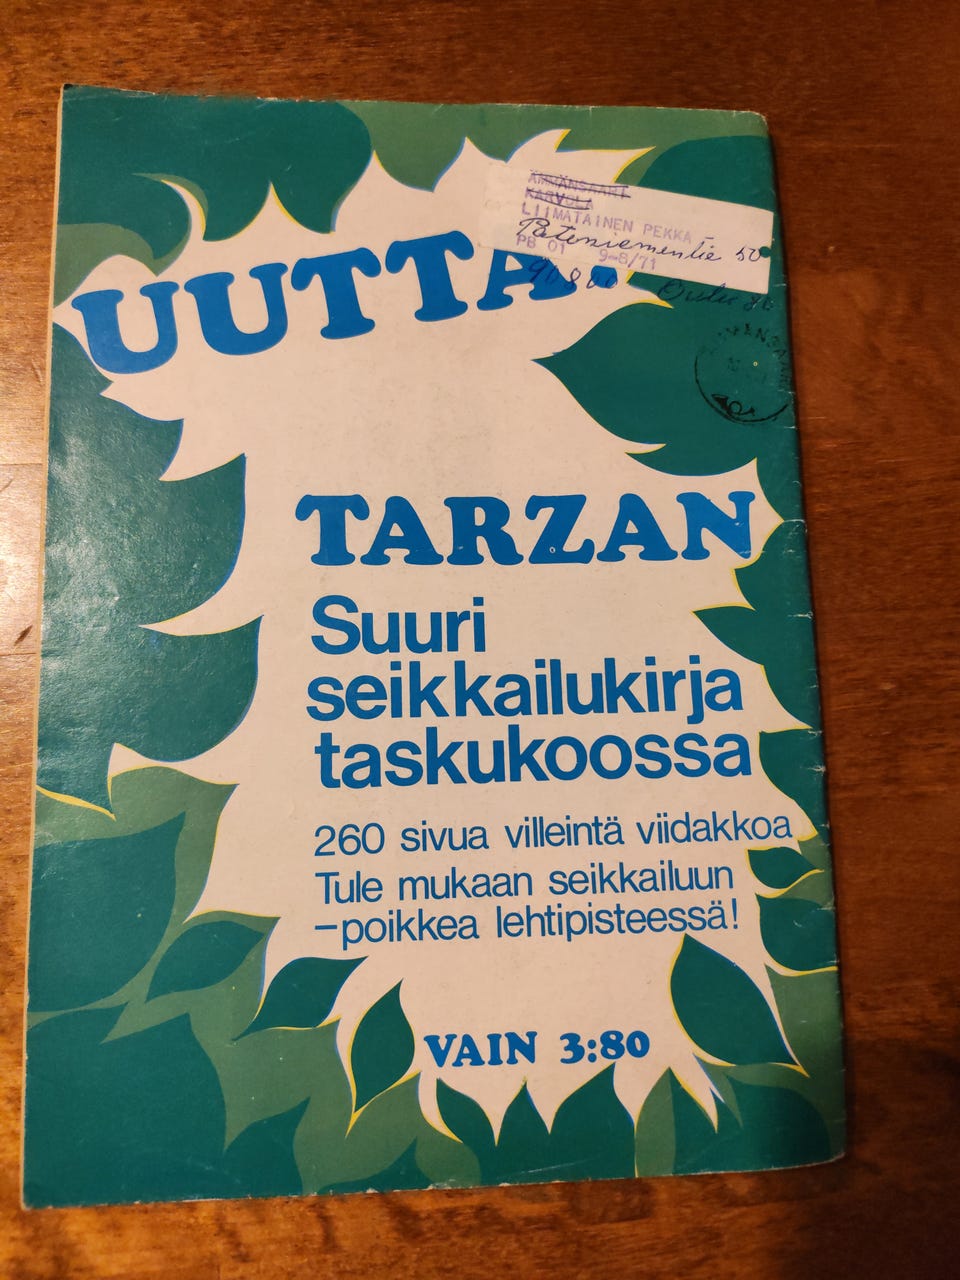 ÄMMÄNSAARI
KARVOLA
LIIMATAINEN PEKKA
Pateniementie 50
PB 01 9-8/71
90800 Oulu 80
UUTTA
TARZAN
Suuri
seikkailukirja
taskukoossa
260 sivua villeintä viidakkoa
Tule mukaan seikkailuun
–poikkea lehtipisteessä!
VAIN 3:80